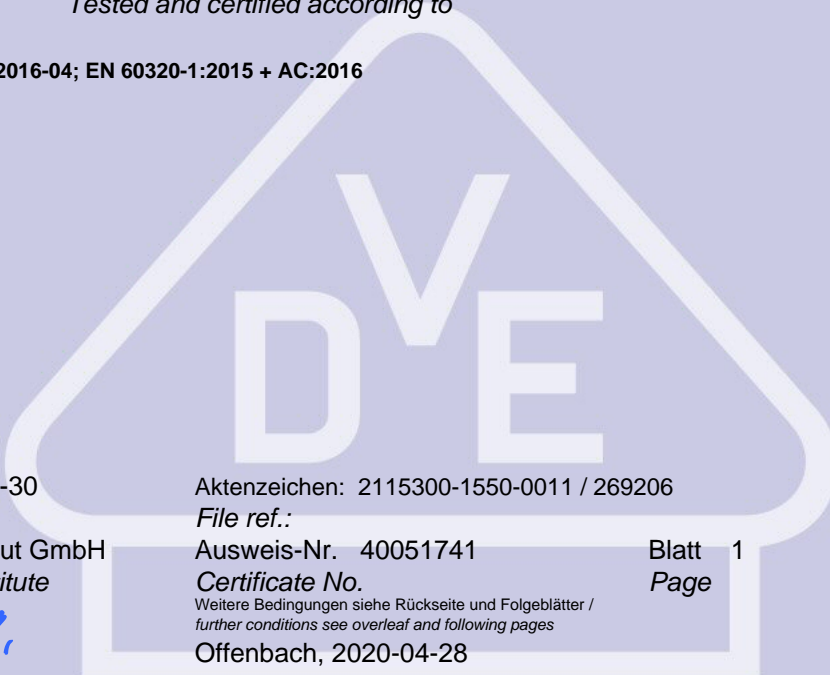 Tested and certified according to
2016-04; EN 60320-1:2015 + AC:2016
VDE
-30
Aktenzeichen: 2115300-1550-0011 / 269206
File ref.:
ut GmbH Ausweis-Nr. 40051741 Blatt 1
itute Certificate No. Page
Weitere Bedingungen siehe Rückseite und Folgeblätter /
further conditions see overleaf and following pages
Offenbach, 2020-04-28